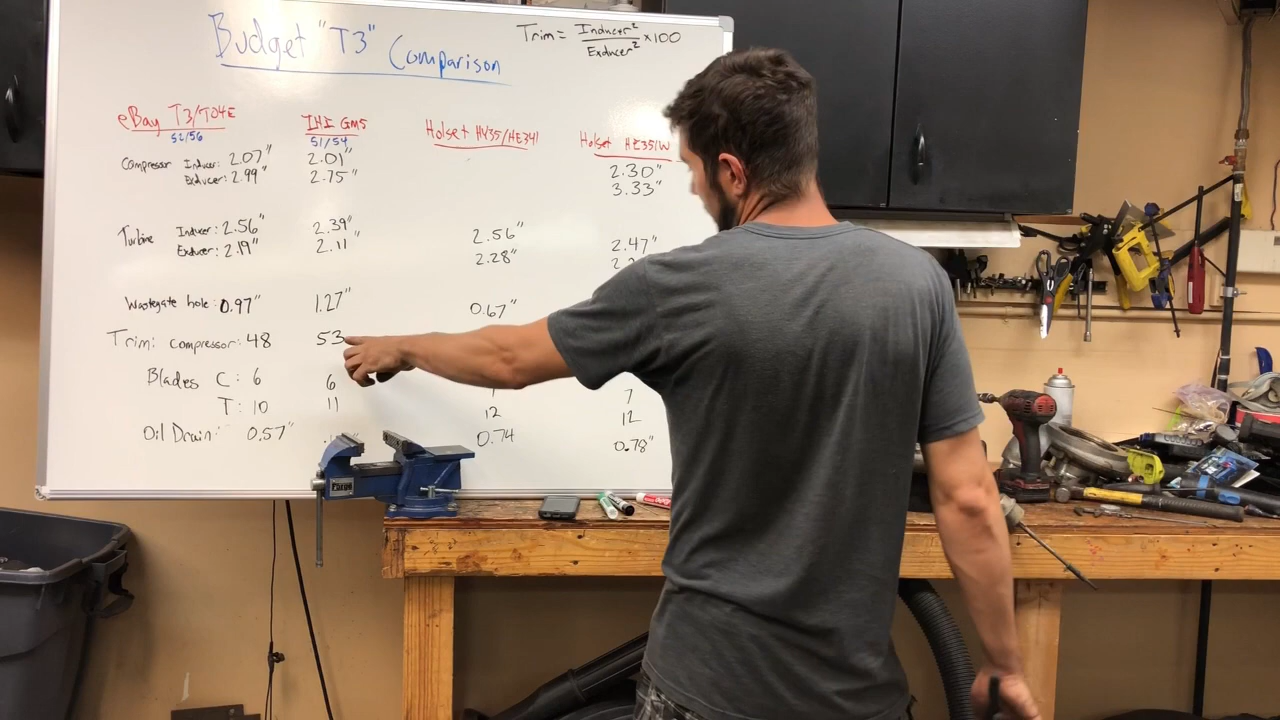 Budget "T3" Comparison
Trim = Inducer² / Exducer² ×100
eBay T3/T04E IHI GM5 Holset HX35/HE341 Holset HE351W
52/56 51/54
Compressor Inducer: 2.07" 2.01" 2.30"
Exducer: 2.99" 2.75" 3.33"
Turbine Inducer: 2.56" 2.39" 2.56" 2.47"
Exducer: 2.19" 2.11" 2.28"
Wastegate hole: 0.97" 1.27" 0.67"
Trim: compressor: 48 53
Blades C: 6 6 7
T: 10 11 12 12
Oil Drain: 0.57" 0.74 0.78"